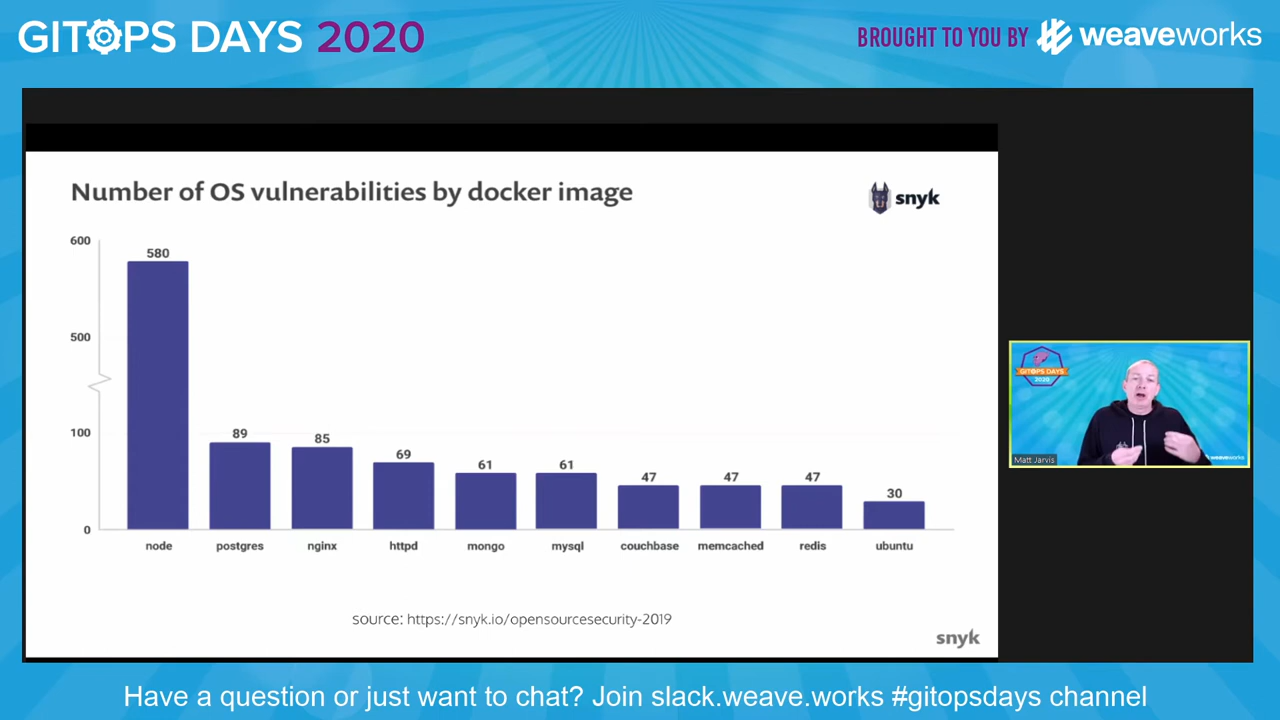 GITOPS DAYS 2020
BROUGHT TO YOU BY weaveworks
Number of OS vulnerabilities by docker image
snyk
600
500
100
0
580
89
85
69
61
61
47
47
47
30
node
postgres
nginx
httpd
mongo
mysql
couchbase
memcached
redis
ubuntu
source: https://snyk.io/opensourcesecurity-2019
snyk
GITOPS DAYS
2020
Matt Jarvis
weaveworks
Have a question or just want to chat? Join slack.weave.works #gitopsdays channel